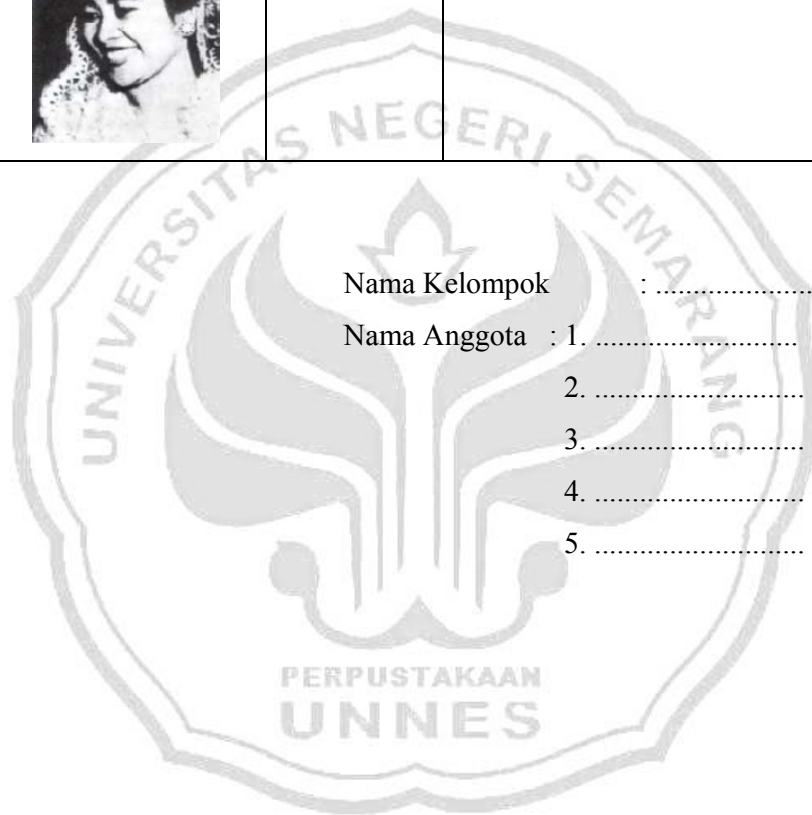 UNIVERSITAS NEGERI SEMARANG
Nama Kelompok : .....................
Nama Anggota : 1. ...........................
2. ............................
3. ............................
4. ............................
5. ............................
PERPUSTAKAAN
UNNES